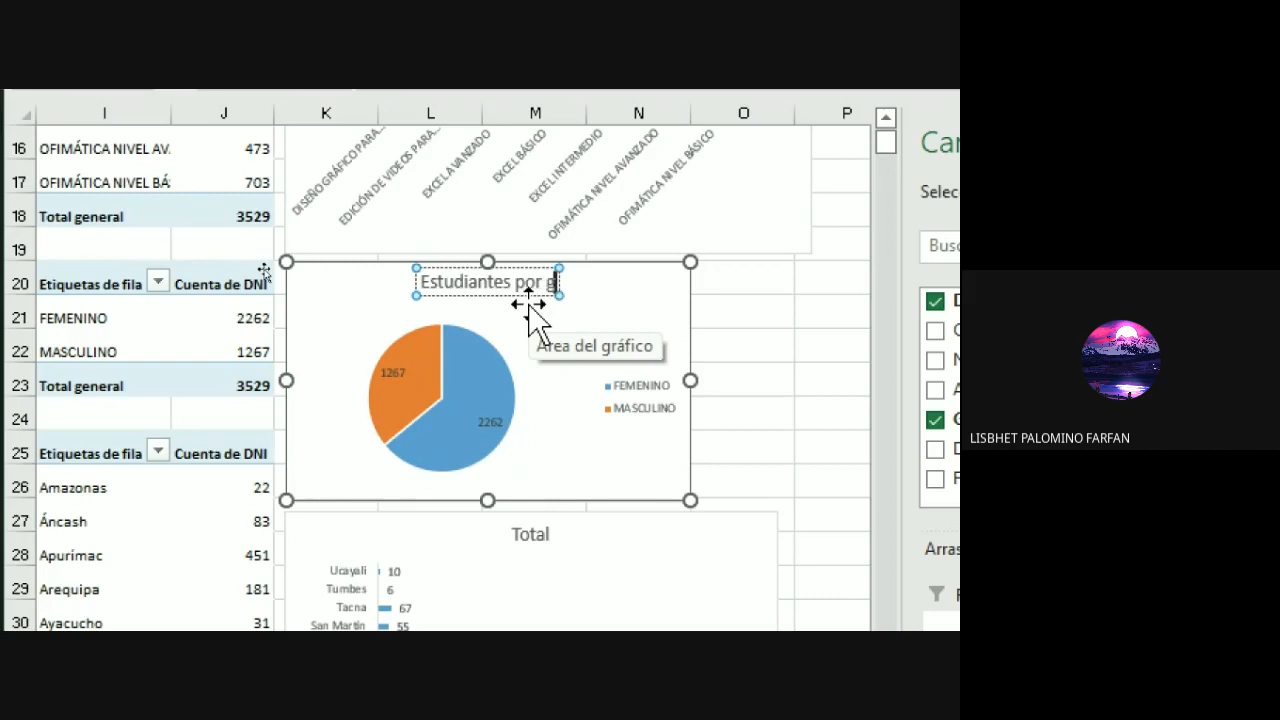 I J K L M N O P
16 OFIMÁTICA NIVEL AV. 473
17 OFIMÁTICA NIVEL BÁ 703
18 Total general 3529
19
20 Etiquetas de fila Cuenta de DNI
21 FEMENINO 2262
22 MASCULINO 1267
23 Total general 3529
24
25 Etiquetas de fila Cuenta de DNI
26 Amazonas 22
27 Áncash 83
28 Apurímac 451
29 Arequipa 181
30 Ayacucho 31
DISEÑO GRÁFICO PARA...
EDICIÓN DE VIDEOS PARA...
EXCEL AVANZADO
EXCEL BÁSICO
EXCEL INTERMEDIO
OFIMÁTICA NIVEL AVANZADO
OFIMÁTICA NIVEL BÁSICO
Estudiantes por g
Área del gráfico
1267
2262
FEMENINO
MASCULINO
Total
Ucayali 10
Tumbes 6
Tacna 67
San Martín 55
Selec
Busc
Arras
LISBHET PALOMINO FARFAN